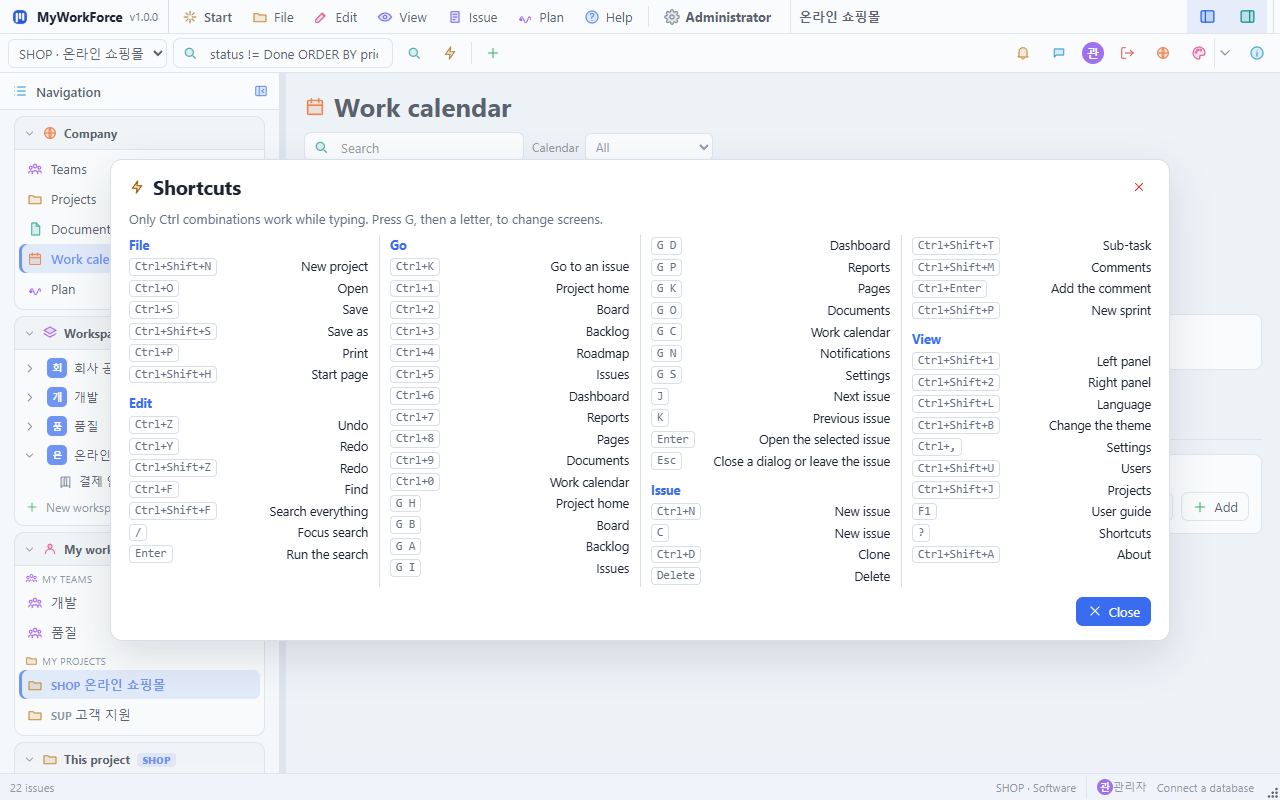 MyWorkForce v1.0.0 Start File Edit View Issue Plan Help Administrator 온라인 쇼핑몰
SHOP · 온라인 쇼핑몰 status != Done ORDER BY 관
Navigation
Company
Teams
Projects
Document
Work cale
Plan
Workspa
회 회사 공
개 개발
품 품질
온 온라인
결제
New worksp
My work
MY TEAMS
개발
품질
MY PROJECTS
SHOP 온라인 쇼핑몰
SUP 고객 지원
This project SHOP
Work calendar
Search Calendar All
Add
Shortcuts
Only Ctrl combinations work while typing. Press G, then a letter, to change screens.
File
Ctrl+Shift+N New project
Ctrl+O Open
Ctrl+S Save
Ctrl+Shift+S Save as
Ctrl+P Print
Ctrl+Shift+H Start page
Edit
Ctrl+Z Undo
Ctrl+Y Redo
Ctrl+Shift+Z Redo
Ctrl+F Find
Ctrl+Shift+F Search everything
/ Focus search
Enter Run the search
Go
Ctrl+K Go to an issue
Ctrl+1 Project home
Ctrl+2 Board
Ctrl+3 Backlog
Ctrl+4 Roadmap
Ctrl+5 Issues
Ctrl+6 Dashboard
Ctrl+7 Reports
Ctrl+8 Pages
Ctrl+9 Documents
Ctrl+0 Work calendar
G H Project home
G B Board
G A Backlog
G I Issues
G D Dashboard
G P Reports
G K Pages
G O Documents
G C Work calendar
G N Notifications
G S Settings
J Next issue
K Previous issue
Enter Open the selected issue
Esc Close a dialog or leave the issue
Issue
Ctrl+N New issue
C New issue
Ctrl+D Clone
Delete Delete
Ctrl+Shift+T Sub-task
Ctrl+Shift+M Comments
Ctrl+Enter Add the comment
Ctrl+Shift+P New sprint
View
Ctrl+Shift+1 Left panel
Ctrl+Shift+2 Right panel
Ctrl+Shift+L Language
Ctrl+Shift+B Change the theme
Ctrl+, Settings
Ctrl+Shift+U Users
Ctrl+Shift+J Projects
F1 User guide
? Shortcuts
Ctrl+Shift+A About
Close
22 issues SHOP · Software 관 관리자 Connect a database